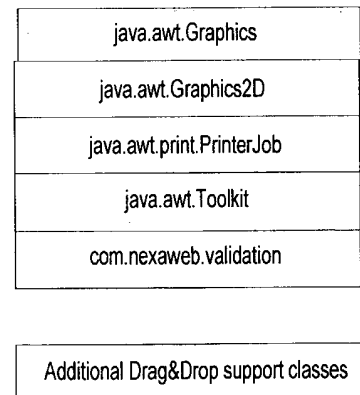 java.awt.Graphics
java.awt.Graphics2D
java.awt.print.PrinterJob
java.awt.Toolkit
com.nexaweb.validation
Additional Drag&Drop support classes